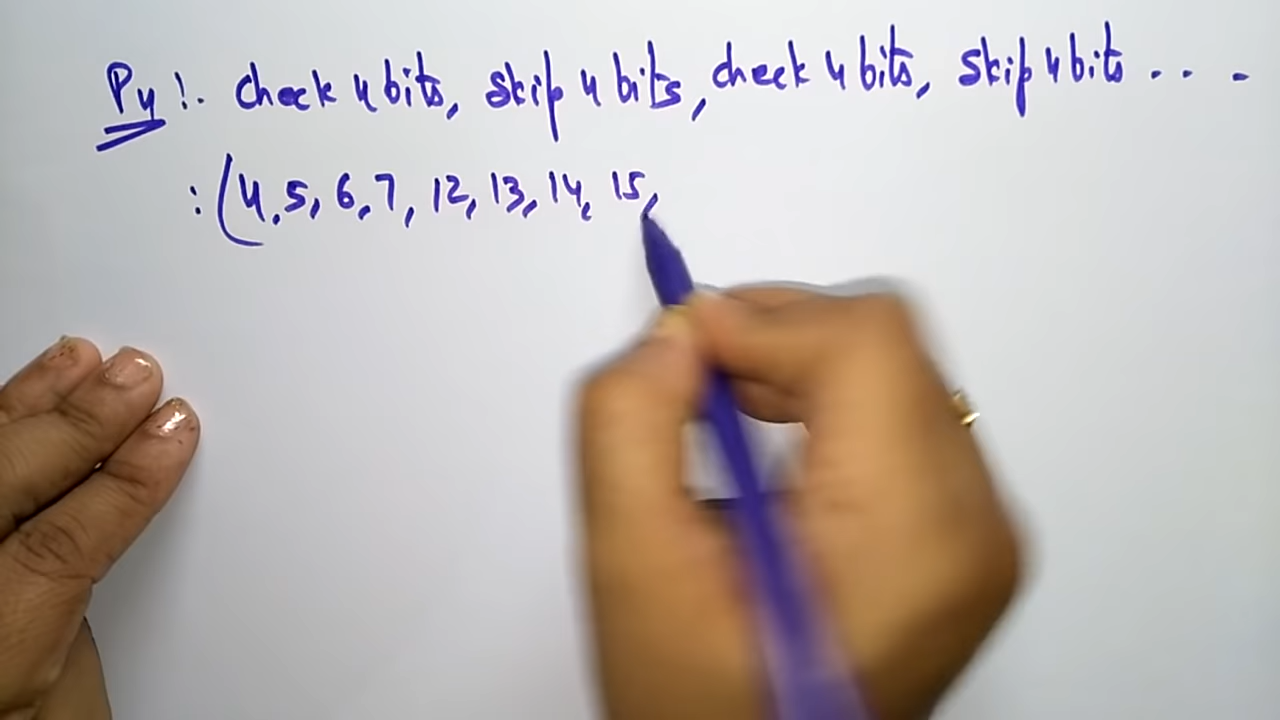 P4 :- check 4 bits, skip 4 bits, check 4 bits, skip 4 bits . . .
: (4, 5, 6, 7, 12, 13, 14, 15,